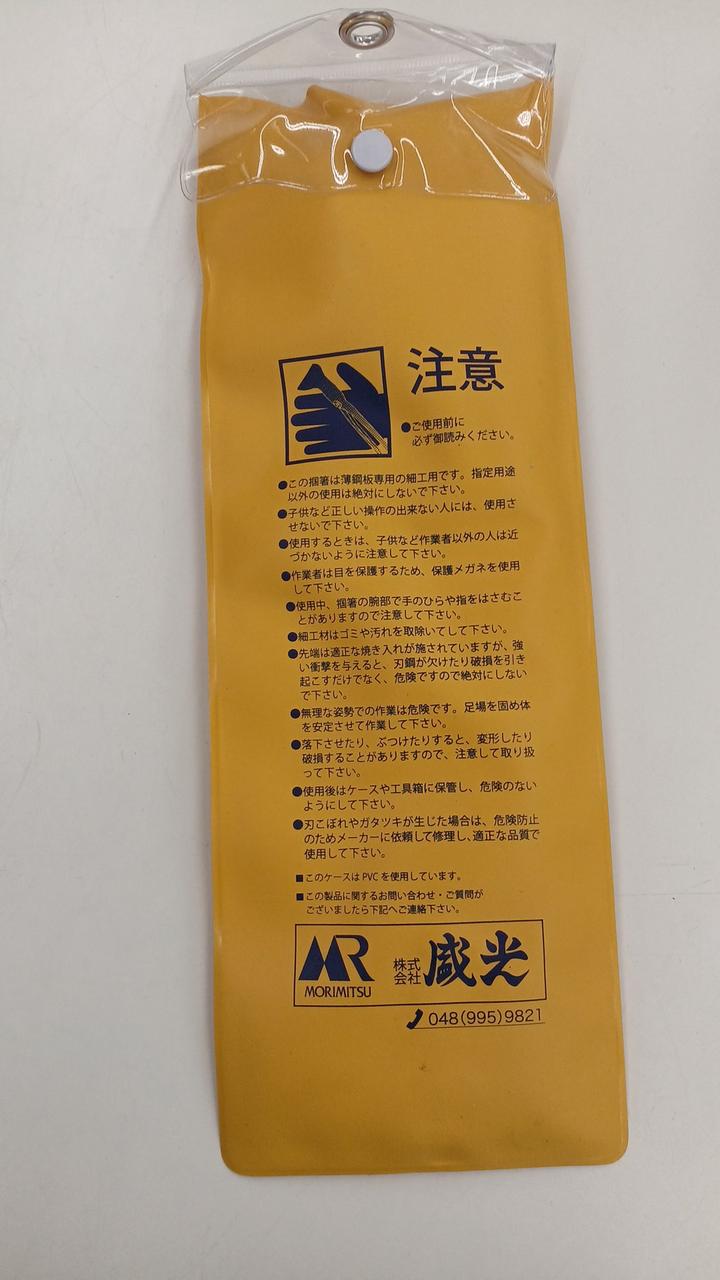 注意
●ご使用前に
必ず御読みください。
●この掴箸は薄鋼板専用の細工用です。指定用途
以外の使用は絶対にしないで下さい。
●子供など正しい操作の出来ない人には、使用さ
せないで下さい。
●使用するときは、子供など作業者以外の人は近
づかないように注意して下さい。
●作業者は目を保護するため、保護メガネを使用
して下さい。
●使用中、掴箸の腕部で手のひらや指をはさむこ
とがありますので注意して下さい。
●細工材はゴミや汚れを取除いてして下さい。
●先端は適正な焼き入れが施されていますが、強
い衝撃を与えると、刃鋼が欠けたり破損を引き
起こすだけでなく、危険ですので絶対にしない
で下さい。
●無理な姿勢での作業は危険です。足場を固め体
を安定させて作業して下さい。
●落下させたり、ぶつけたりすると、変形したり
破損することがありますので、注意して取り扱
って下さい。
●使用後はケースや工具箱に保管し、危険のない
ようにして下さい。
●刃こぼれやガタツキが生じた場合は、危険防止
のためメーカーに依頼して修理し、適正な品質で
使用して下さい。
■このケースはPVCを使用しています。
■この製品に関するお問い合わせ・ご質問が
ございましたら下記へご連絡下さい。
MR
MORIMITSU
株式
会社
盛光
048(995)9821